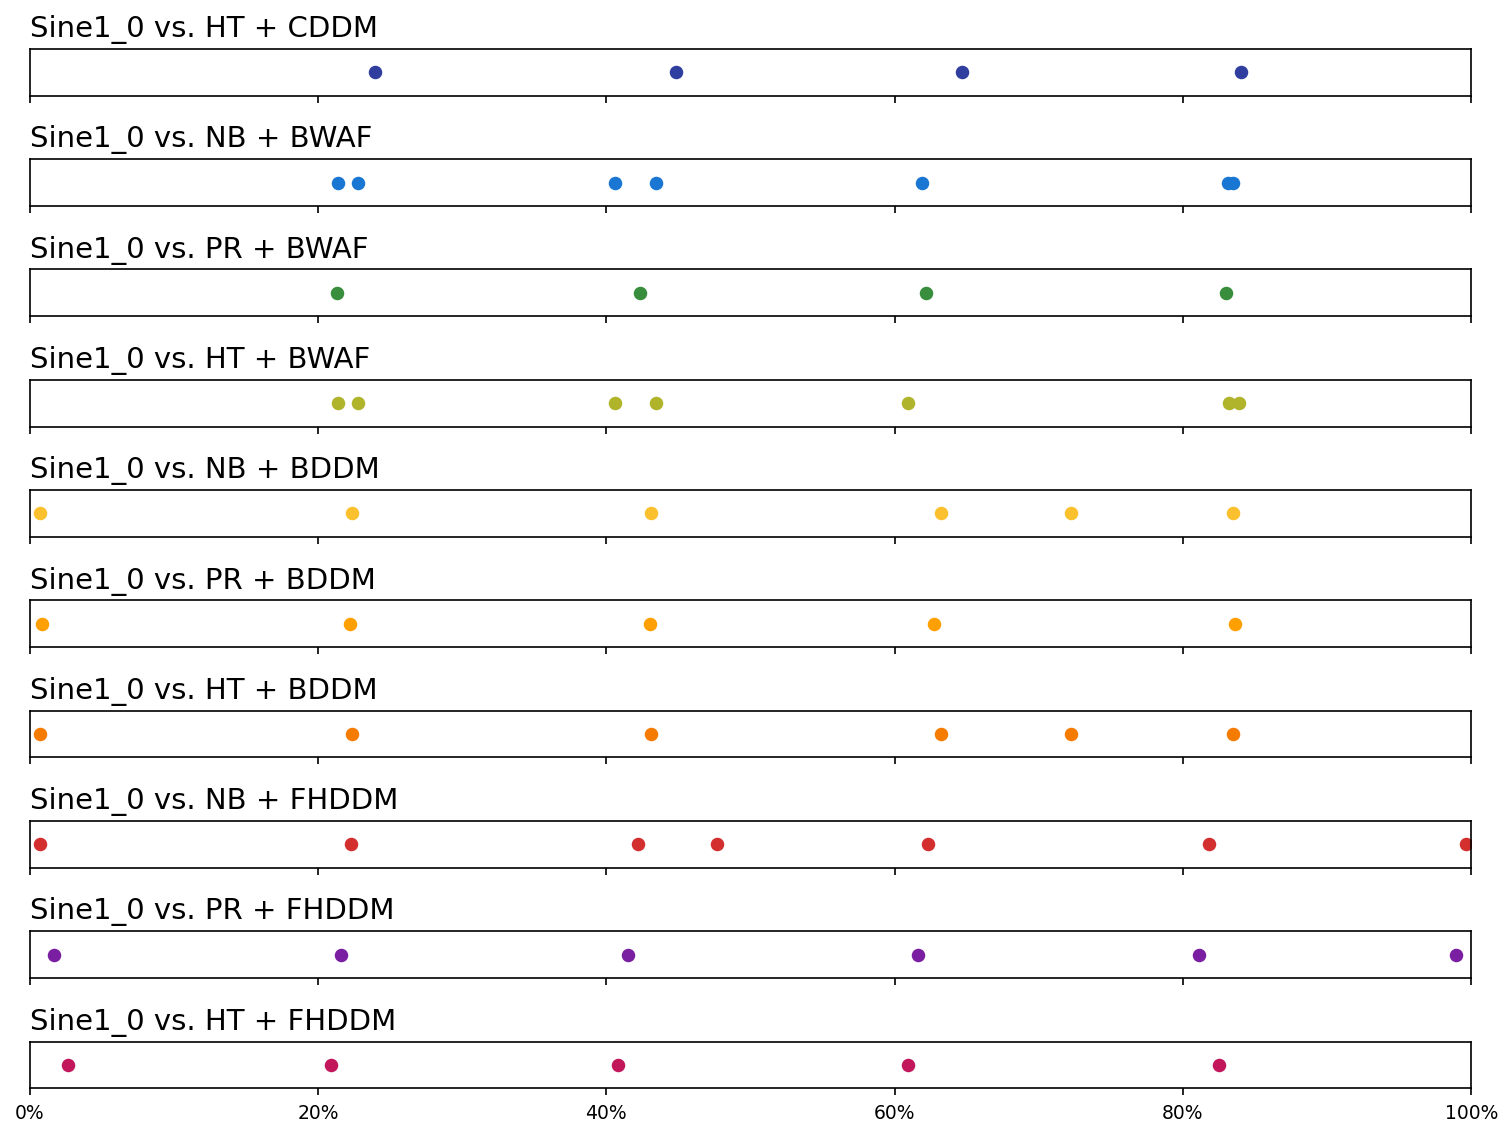 Sine1_0 vs. HT + CDDM
Sine1_0 vs. NB + BWAF
Sine1_0 vs. PR + BWAF
Sine1_0 vs. HT + BWAF
Sine1_0 vs. NB + BDDM
Sine1_0 vs. PR + BDDM
Sine1_0 vs. HT + BDDM
Sine1_0 vs. NB + FHDDM
Sine1_0 vs. PR + FHDDM
Sine1_0 vs. HT + FHDDM
0% 20% 40% 60% 80% 100%